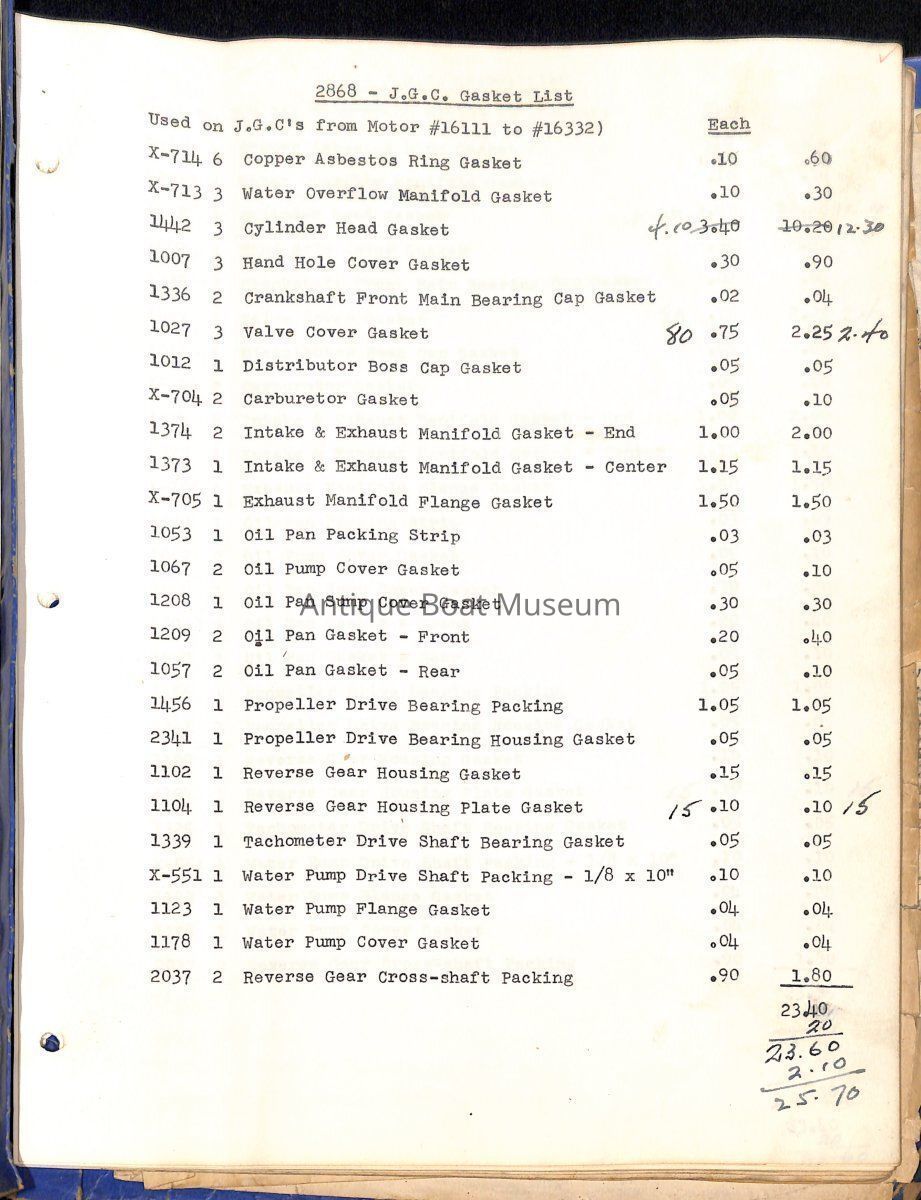 2868 - J.G.C. Gasket List
Used on J.G.C's from Motor #16111 to #16332) Each
X-714 6 Copper Asbestos Ring Gasket .10 .60
X-713 3 Water Overflow Manifold Gasket .10 .30
1442 3 Cylinder Head Gasket 4.10 3.40 10.20 12.30
1007 3 Hand Hole Cover Gasket .30 .90
1336 2 Crankshaft Front Main Bearing Cap Gasket .02 .04
1027 3 Valve Cover Gasket 80 .75 2.25 2.40
1012 1 Distributor Boss Cap Gasket .05 .05
X-704 2 Carburetor Gasket .05 .10
1374 2 Intake & Exhaust Manifold Gasket - End 1.00 2.00
1373 1 Intake & Exhaust Manifold Gasket - Center 1.15 1.15
X-705 1 Exhaust Manifold Flange Gasket 1.50 1.50
1053 1 Oil Pan Packing Strip .03 .03
1067 2 Oil Pump Cover Gasket .05 .10
1208 1 Oil Pan Sump Cover Gasket .30 .30
Antique Boat Museum
1209 2 Oil Pan Gasket - Front .20 .40
1057 2 Oil Pan Gasket - Rear .05 .10
1456 1 Propeller Drive Bearing Packing 1.05 1.05
2341 1 Propeller Drive Bearing Housing Gasket .05 .05
1102 1 Reverse Gear Housing Gasket .15 .15
1104 1 Reverse Gear Housing Plate Gasket 15 .10 .10 15
1339 1 Tachometer Drive Shaft Bearing Gasket .05 .05
X-551 1 Water Pump Drive Shaft Packing - 1/8 x 10" .10 .10
1123 1 Water Pump Flange Gasket .04 .04
1178 1 Water Pump Cover Gasket .04 .04
2037 2 Reverse Gear Cross-shaft Packing .90 1.80
23.40
20
23.60
2.10
25.70